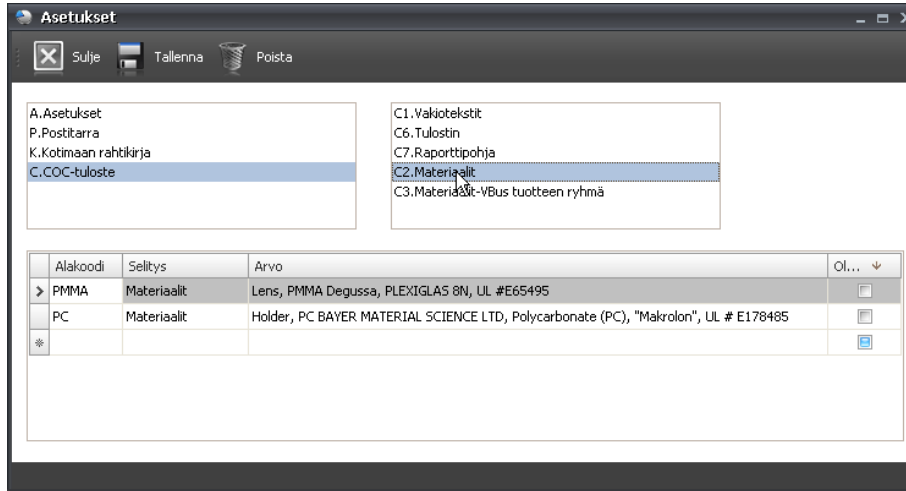 Asetukset
Sulje Tallenna Poista
A.Asetukset
P.Postitarra
K.Kotimaan rahtikirja
C.COC-tuloste
C1.Vakiotekstit
C6.Tulostin
C7.Raporttipohja
C2.Materiaalit
C3.Materiaalit-VBus tuotteen ryhmä
Alakoodi Selitys Arvo Ol...
PMMA Materiaalit Lens, PMMA Degussa, PLEXIGLAS 8N, UL #E65495
PC Materiaalit Holder, PC BAYER MATERIAL SCIENCE LTD, Polycarbonate (PC), "Makrolon", UL # E178485